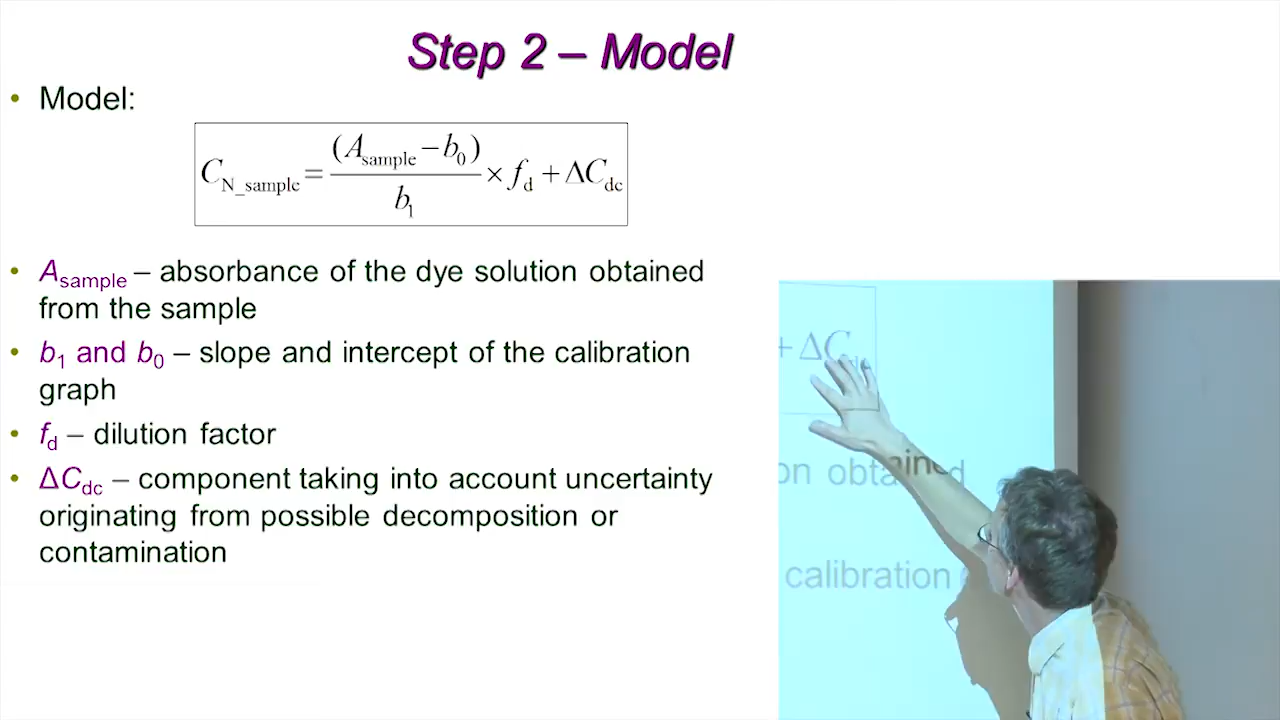 Step 2 – Model
• Model:
C_N_sample = (A_sample – b_0) / b_1 × f_d + ΔC_dc
• A_sample – absorbance of the dye solution obtained
from the sample
• b_1 and b_0 – slope and intercept of the calibration
graph
• f_d – dilution factor
• ΔC_dc – component taking into account uncertainty
originating from possible decomposition or
contamination
+ ΔC_dc
on obtained
calibration